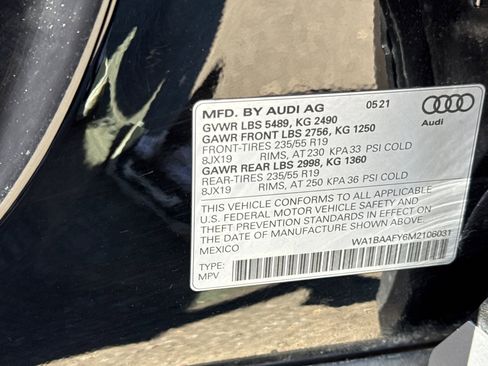 MFD. BY AUDI AG 05 21
GVWR LBS 5489, KG 2490
GAWR FRONT LBS 2756, KG 1250
FRONT-TIRES 235/55 R19
8JX19 RIMS, AT 230 KPA 33 PSI COLD
GAWR REAR LBS 2998, KG 1360
REAR-TIRES 235/55 R19
8JX19 RIMS, AT 250 KPA 36 PSI COLD
THIS VEHICLE CONFORMS TO ALL APPLICABLE
U.S. FEDERAL MOTOR VEHICLE SAFETY AND
THEFT PREVENTION STANDARDS IN EFFECT ON
THE DATE OF MANUFACTURE SHOWN ABOVE.
MEXICO WA1BAAFY6M2106031
TYPE:
MPV
Audi